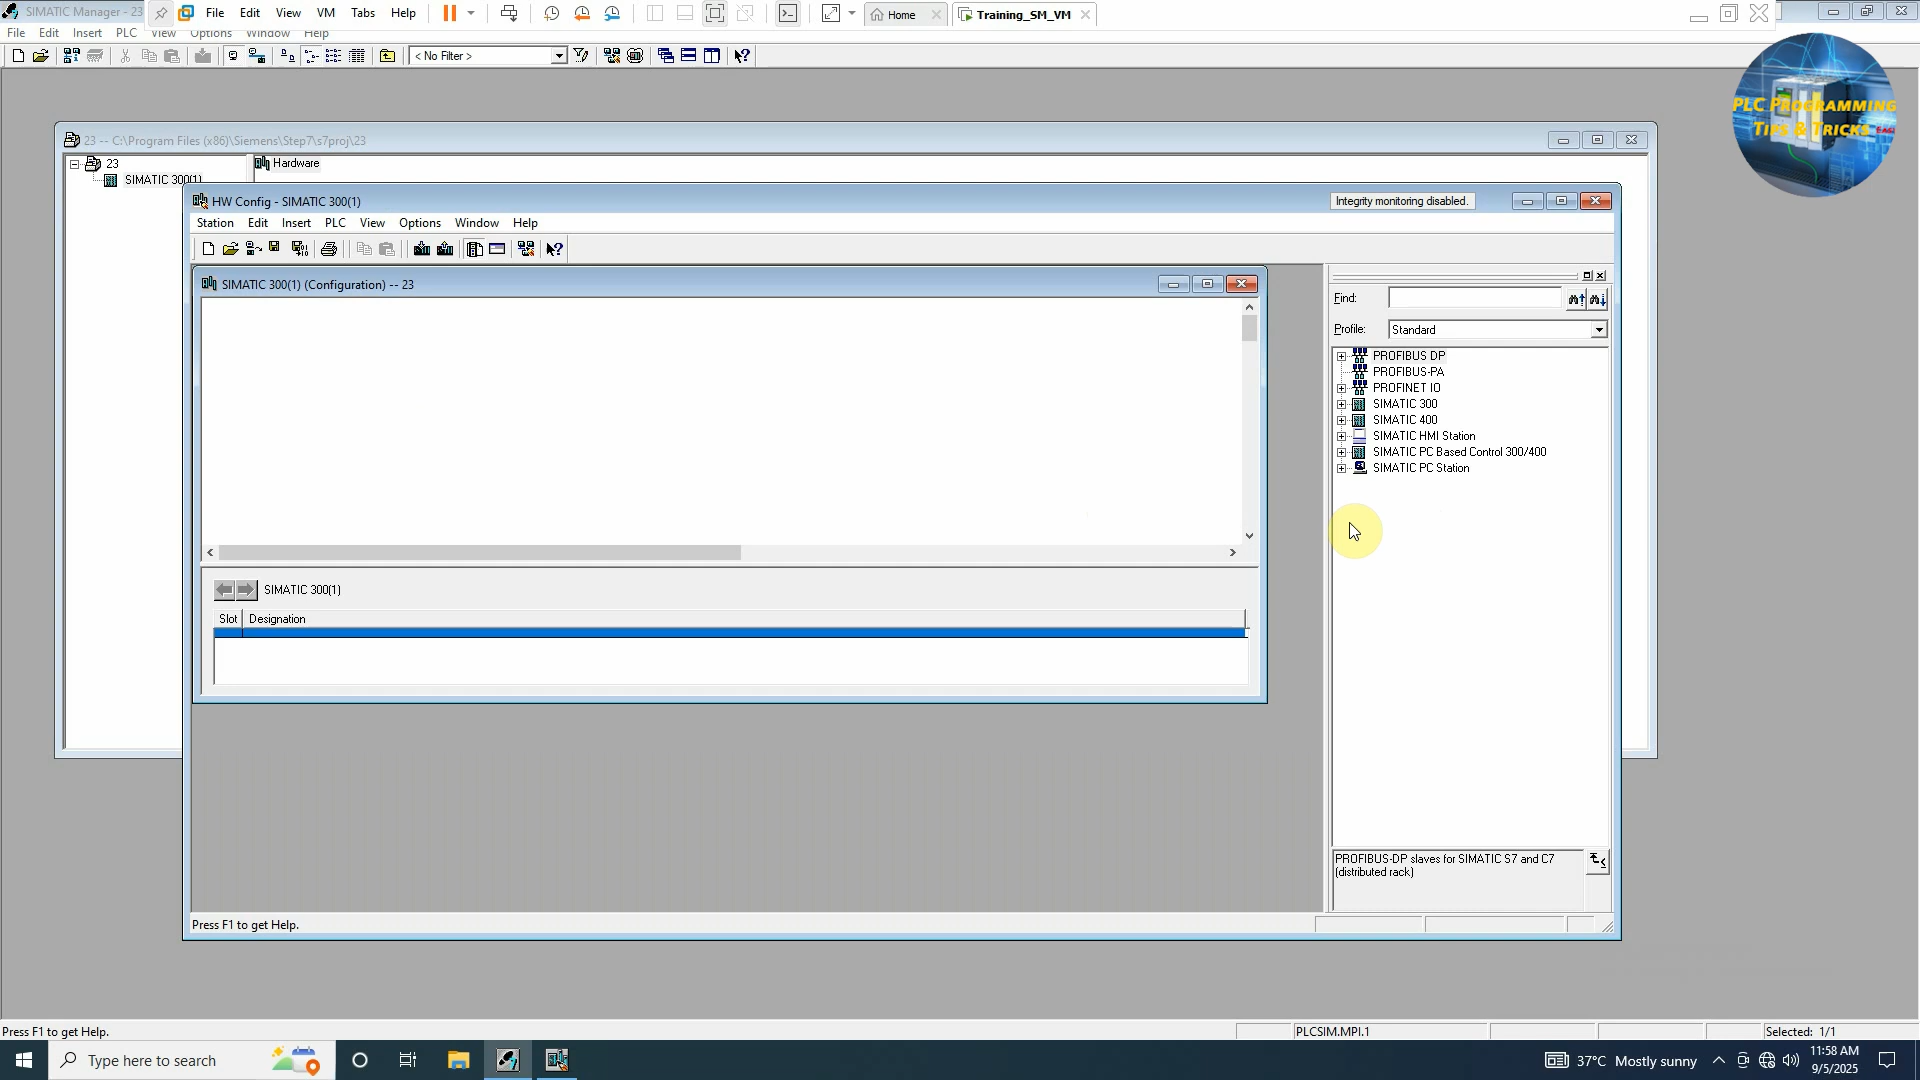 SIMATIC Manager - 23
File Edit View VM Tabs Help
Home
Training_SM_VM
File Edit Insert PLC View Options Window Help
< No Filter >
PLC PROGRAMMING
TIPS & TRICKS EASY
23 -- C:\Program Files (x86)\Siemens\Step7\s7proj\23
23
Hardware
SIMATIC 300(1)
HW Config - SIMATIC 300(1)
Integrity monitoring disabled.
Station Edit Insert PLC View Options Window Help
SIMATIC 300(1) (Configuration) -- 23
Find:
Profile: Standard
PROFIBUS DP
PROFIBUS-PA
PROFINET IO
SIMATIC 300
SIMATIC 400
SIMATIC HMI Station
SIMATIC PC Based Control 300/400
SIMATIC PC Station
SIMATIC 300(1)
Slot Designation
PROFIBUS-DP slaves for SIMATIC S7 and C7
(distributed rack)
Press F1 to get Help.
Press F1 to get Help.
PLCSIM.MPI.1
Selected: 1/1
Type here to search
37°C Mostly sunny
11:58 AM
9/5/2025